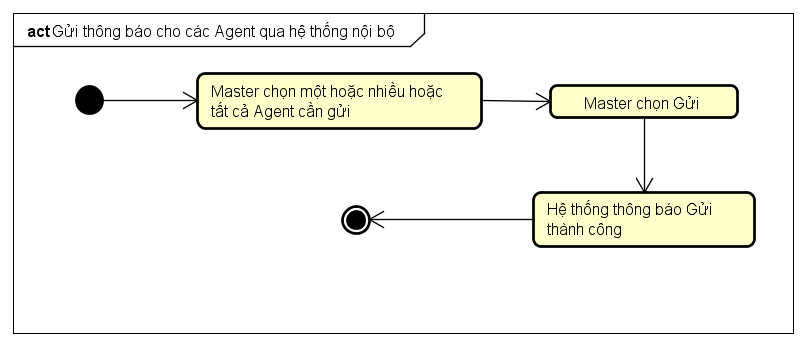 act Gửi thông báo cho các Agent qua hệ thống nội bộ
Master chọn một hoặc nhiều hoặc
tất cả Agent cần gửi
Master chọn Gửi
Hệ thống thông báo Gửi
thành công